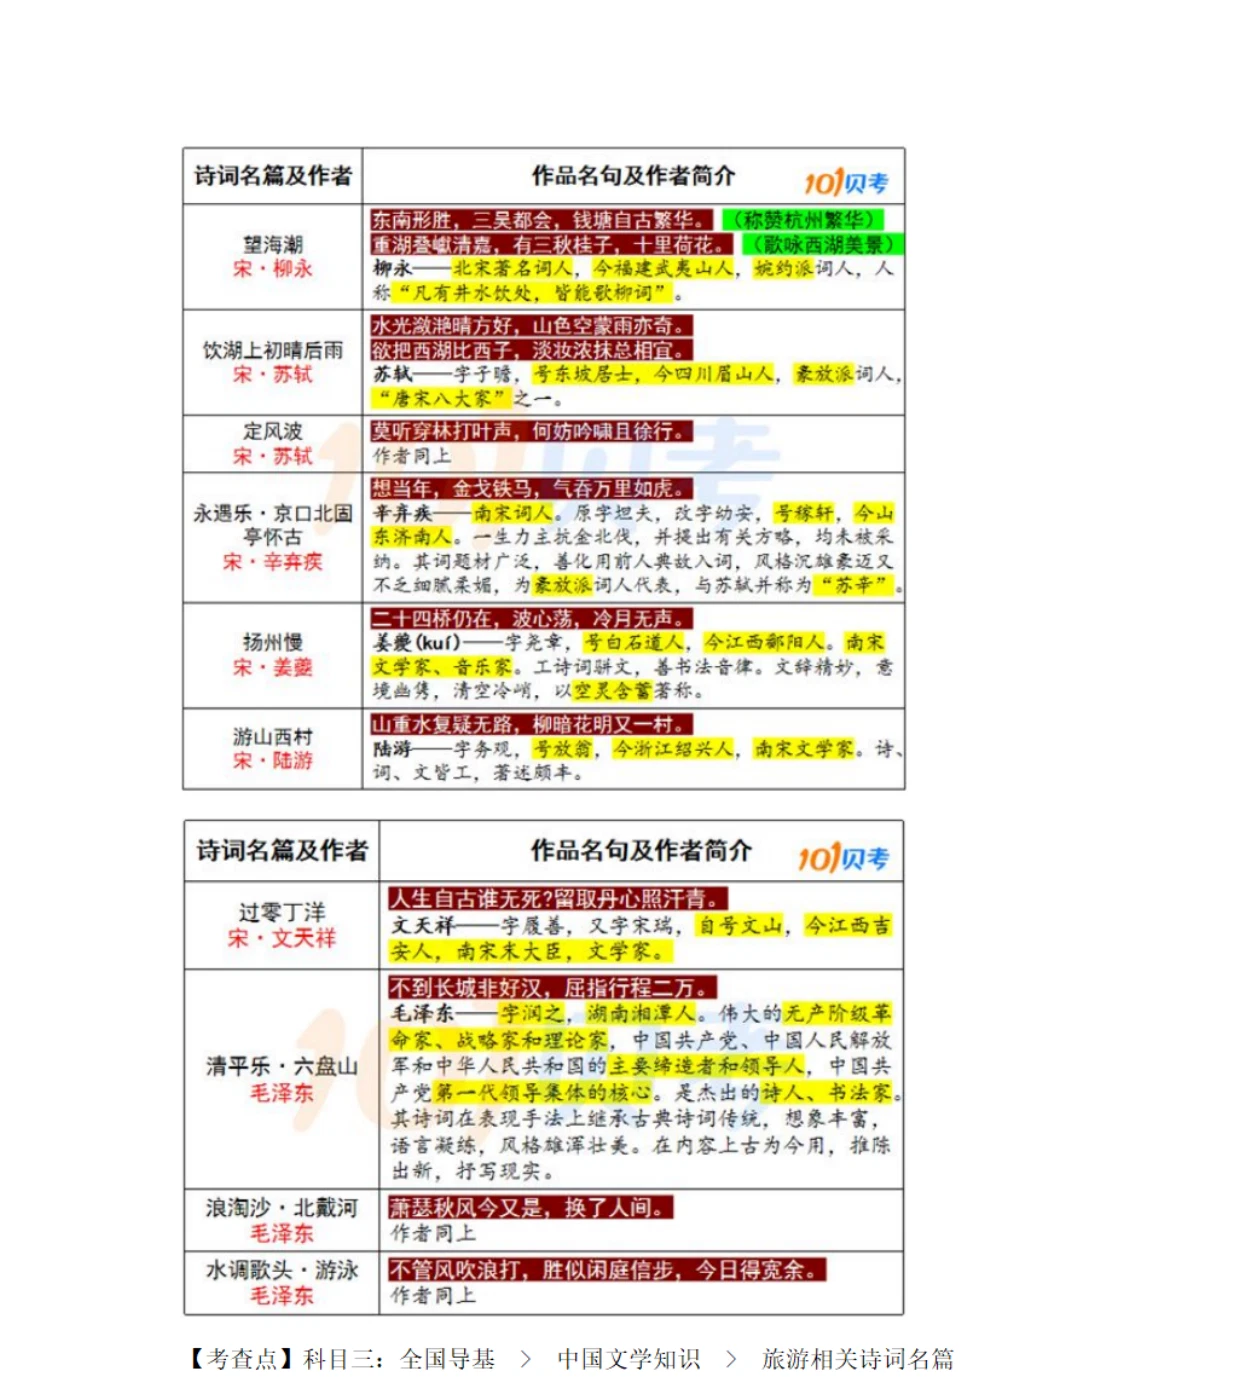 诗词名篇及作者 作品名句及作者简介 101贝考
望海潮
宋·柳永
东南形胜，三吴都会，钱塘自古繁华。（称赞杭州繁华）
重湖叠巘清嘉，有三秋桂子，十里荷花。（歌咏西湖美景）
柳永——北宋著名词人，今福建武夷山人，婉约派词人，人
称“凡有井水饮处，皆能歌柳词”。
饮湖上初晴后雨
宋·苏轼
水光潋滟晴方好，山色空蒙雨亦奇。
欲把西湖比西子，淡妆浓抹总相宜。
苏轼——字子瞻，号东坡居士，今四川眉山人，豪放派词人，
“唐宋八大家”之一。
定风波
宋·苏轼
莫听穿林打叶声，何妨吟啸且徐行。
作者同上
永遇乐·京口北固
亭怀古
宋·辛弃疾
想当年，金戈铁马，气吞万里如虎。
辛弃疾——南宋词人。原字坦夫，改字幼安，号稼轩，今山
东济南人。一生力主抗金北伐，并提出有关方略，均未被采
纳。其词题材广泛，善化用前人典故入词，风格沉雄豪迈又
不乏细腻柔媚，为豪放派词人代表，与苏轼并称为“苏辛”。
扬州慢
宋·姜夔
二十四桥仍在，波心荡，冷月无声。
姜夔(kuí)——字尧章，号白石道人，今江西鄱阳人。南宋
文学家、音乐家。工诗词骈文，善书法音律。文辞精妙，意
境幽隽，清空冷峭，以空灵含蓄著称。
游山西村
宋·陆游
山重水复疑无路，柳暗花明又一村。
陆游——字务观，号放翁，今浙江绍兴人，南宋文学家。诗、
词、文皆工，著述颇丰。
诗词名篇及作者 作品名句及作者简介 101贝考
过零丁洋
宋·文天祥
人生自古谁无死?留取丹心照汗青。
文天祥——字履善，又字宋瑞，自号文山，今江西吉
安人，南宋末大臣，文学家。
清平乐·六盘山
毛泽东
不到长城非好汉，屈指行程二万。
毛泽东——字润之，湖南湘潭人。伟大的无产阶级革
命家、战略家和理论家，中国共产党、中国人民解放
军和中华人民共和国的主要缔造者和领导人，中国共
产党第一代领导集体的核心。是杰出的诗人、书法家。
其诗词在表现手法上继承古典诗词传统，想象丰富，
语言凝练，风格雄浑壮美。在内容上古为今用，推陈
出新，抒写现实。
浪淘沙·北戴河
毛泽东
萧瑟秋风今又是，换了人间。
作者同上
水调歌头·游泳
毛泽东
不管风吹浪打，胜似闲庭信步，今日得宽余。
作者同上
【考查点】科目三：全国导基 > 中国文学知识 > 旅游相关诗词名篇